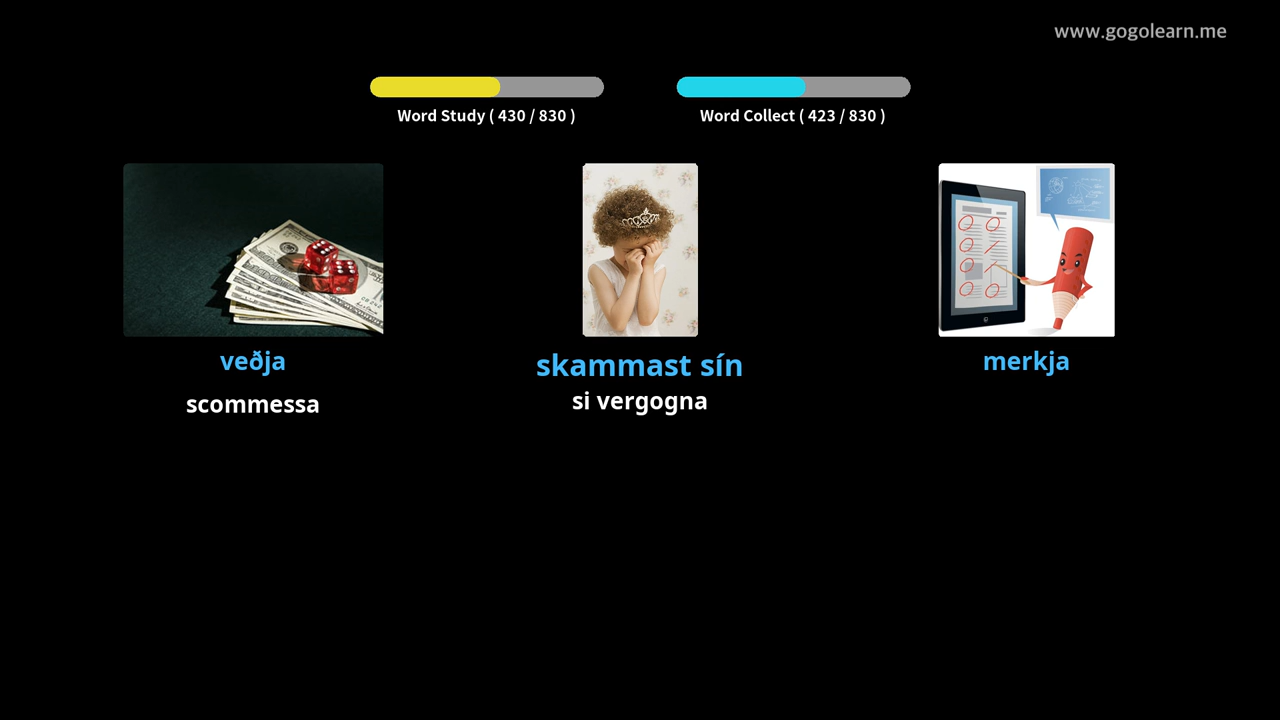 www.gogolearn.me
Word Study ( 430 / 830 )
Word Collect ( 423 / 830 )
veðja
skammast sín
merkja
scommessa
si vergogna